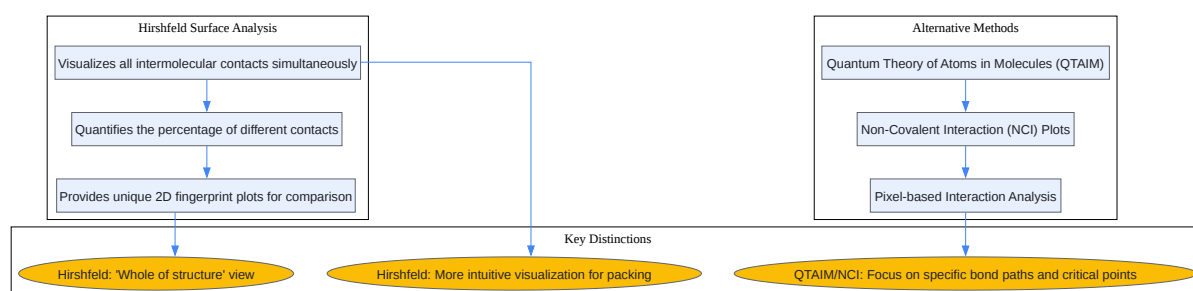 Hirshfeld Surface Analysis
Visualizes all intermolecular contacts simultaneously
Quantifies the percentage of different contacts
Provides unique 2D fingerprint plots for comparison
Alternative Methods
Quantum Theory of Atoms in Molecules (QTAIM)
Non-Covalent Interaction (NCI) Plots
Pixel-based Interaction Analysis
Key Distinctions
Hirshfeld: 'Whole of structure' view
Hirshfeld: More intuitive visualization for packing
QTAIM/NCI: Focus on specific bond paths and critical points